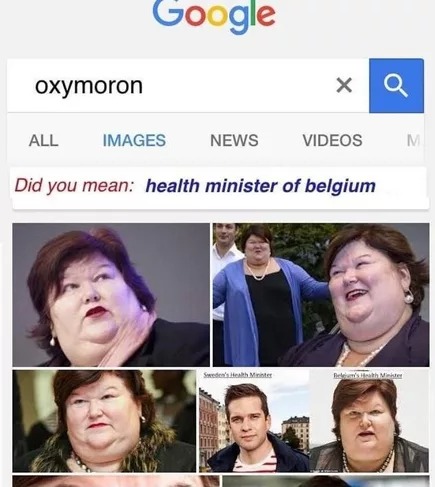 Google
oxymoron
ALL IMAGES NEWS VIDEOS M
Did you mean: health minister of belgium
Sweden's Health Minister
Belgium's Health Minister